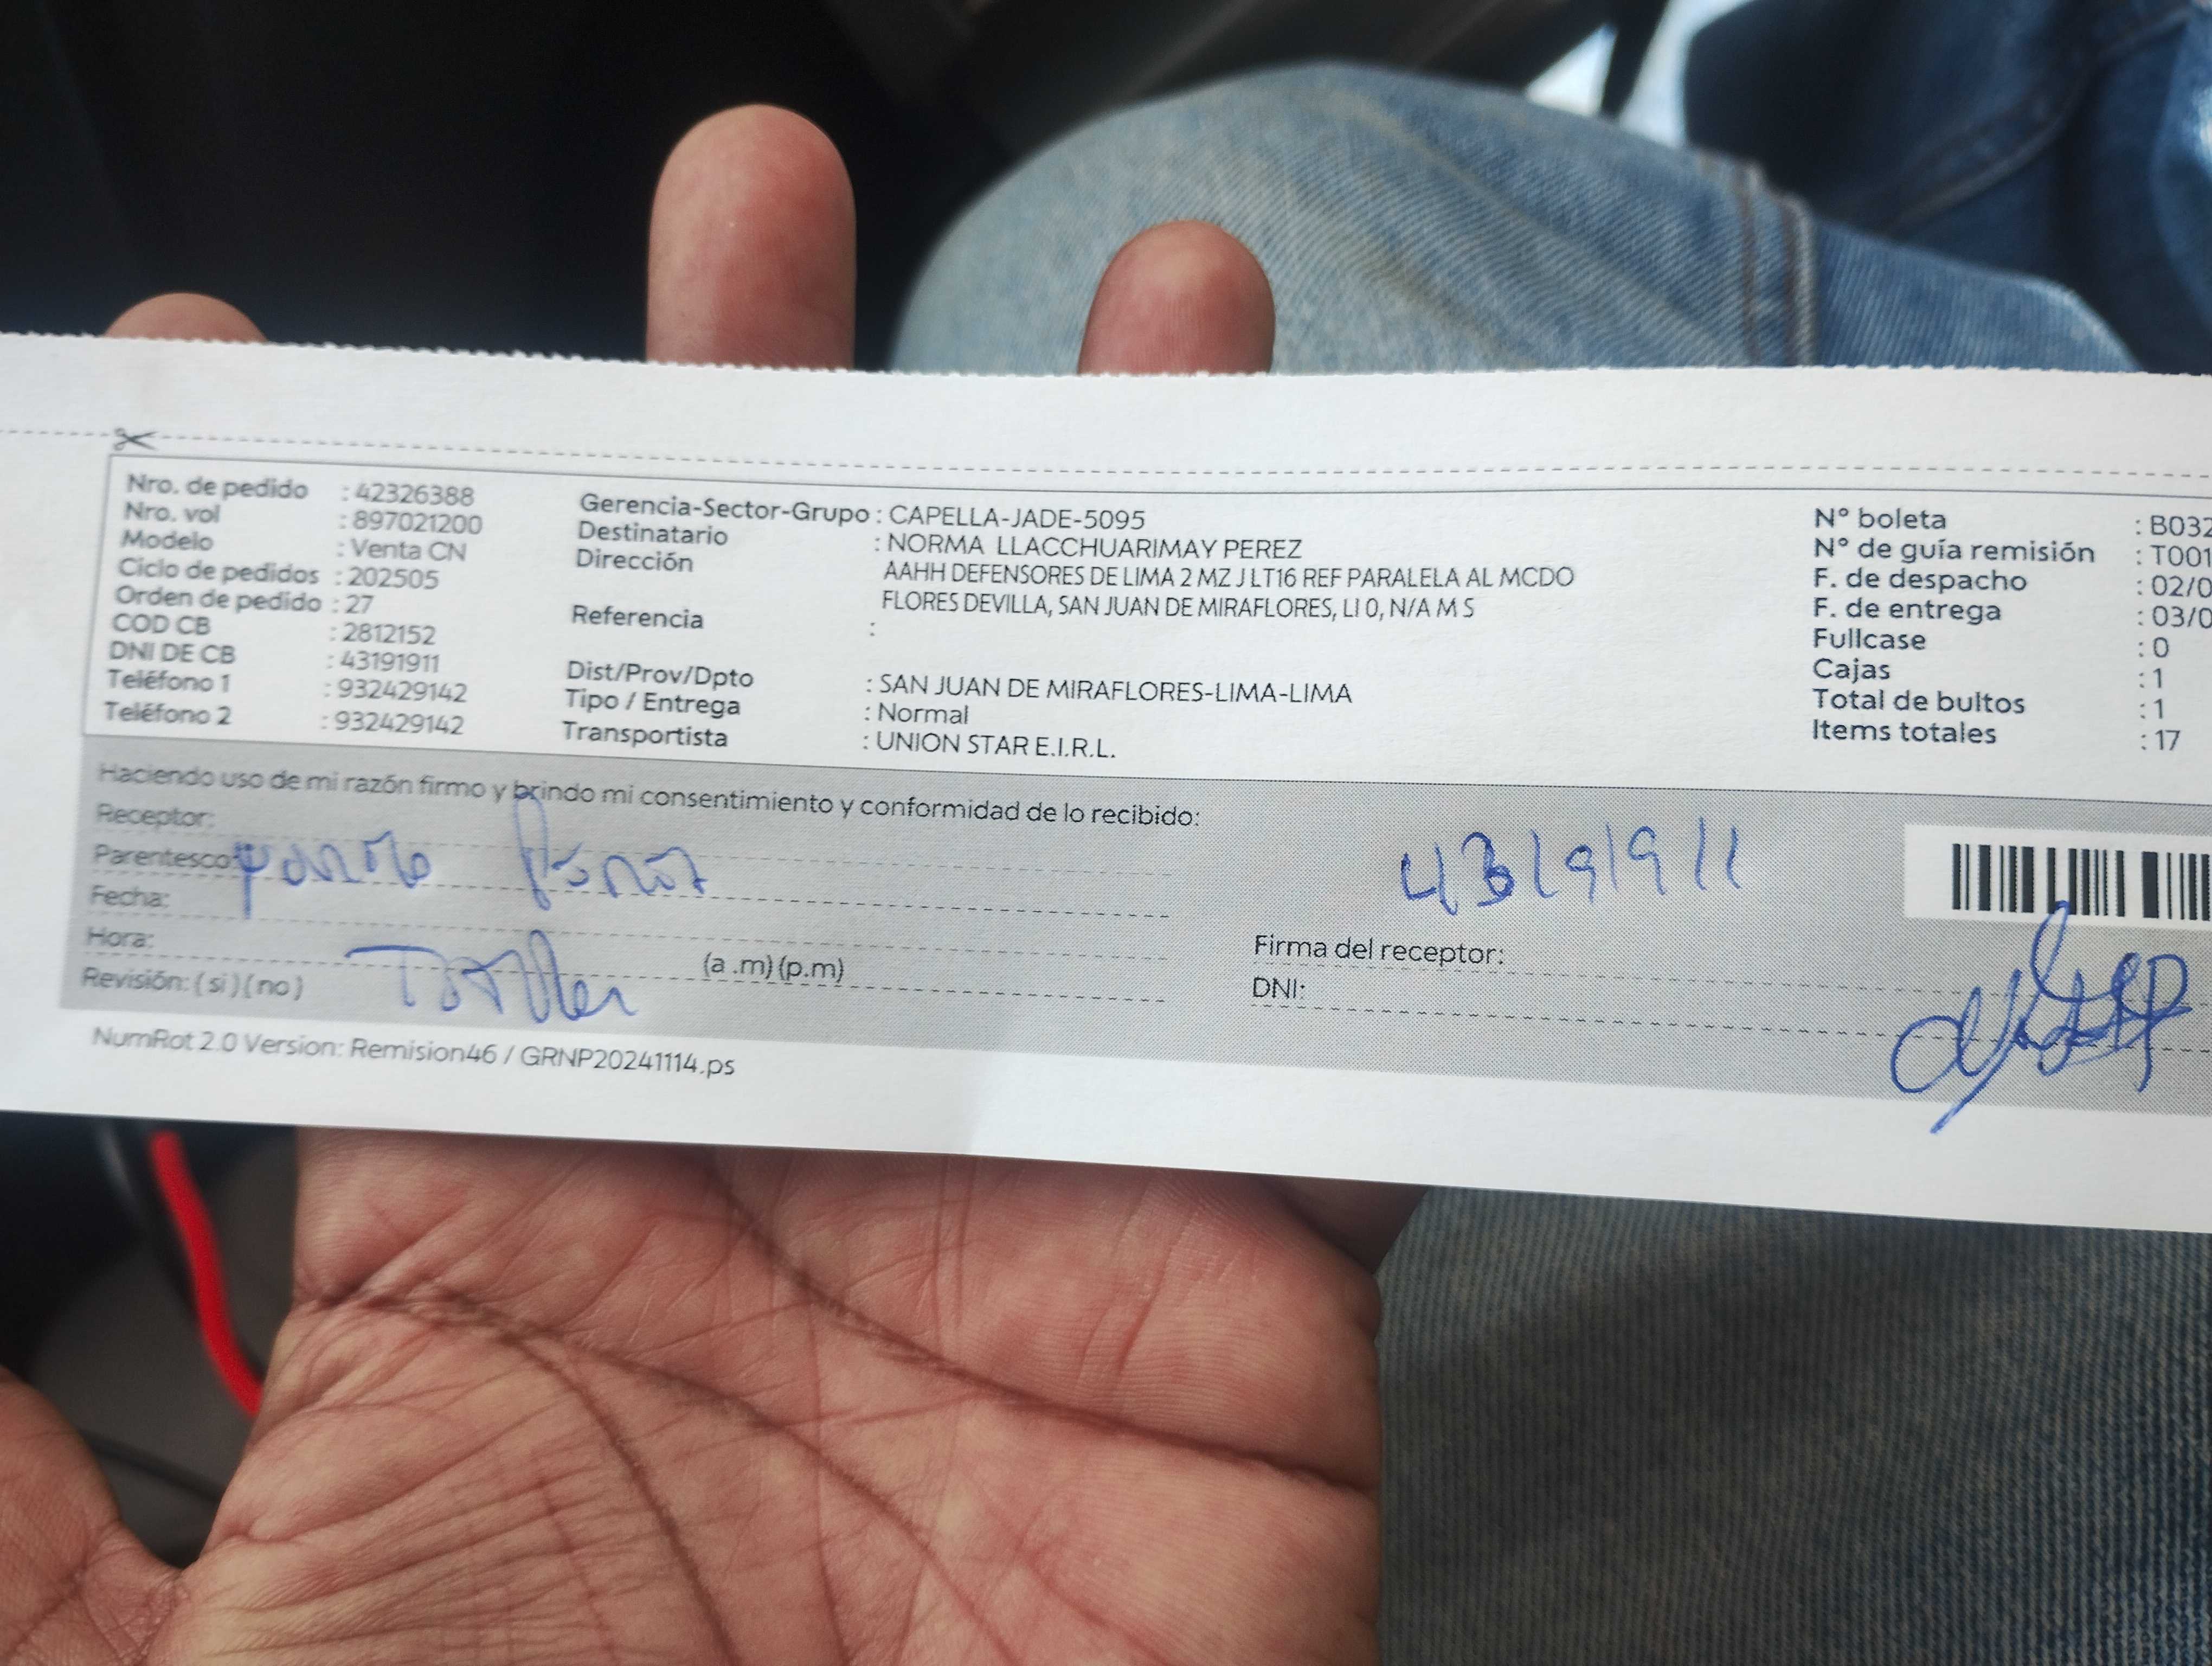 Nro. de pedido : 42326388
Nro. vol : 897021200
Modelo : Venta CN
Ciclo de pedidos : 202505
Orden de pedido : 27
COD CB : 2812152
DNI DE CB : 43191911
Teléfono 1 : 932429142
Teléfono 2 : 932429142
Gerencia-Sector-Grupo : CAPELLA-JADE-5095
Destinatario : NORMA LLACCHUARIMAY PEREZ
Dirección AAHH DEFENSORES DE LIMA 2 MZ J LT16 REF PARALELA AL MCDO
FLORES DEVILLA, SAN JUAN DE MIRAFLORES, LI 0, N/A M S
Referencia :
Dist/Prov/Dpto : SAN JUAN DE MIRAFLORES-LIMA-LIMA
Tipo / Entrega : Normal
Transportista : UNION STAR E.I.R.L.
N° boleta : B032
N° de guía remisión : T001
F. de despacho : 02/0
F. de entrega : 03/0
Fullcase : 0
Cajas : 1
Total de bultos : 1
Items totales : 17
Haciendo uso de mi razón firmo y brindo mi consentimiento y conformidad de lo recibido:
Receptor:
Parentesco:
Fecha:
Hora: (a .m) (p.m)
Revisión: ( si ) ( no )
43191911
Firma del receptor:
DNI:
NumRot 2.0 Version: Remision46 / GRNP20241114.ps